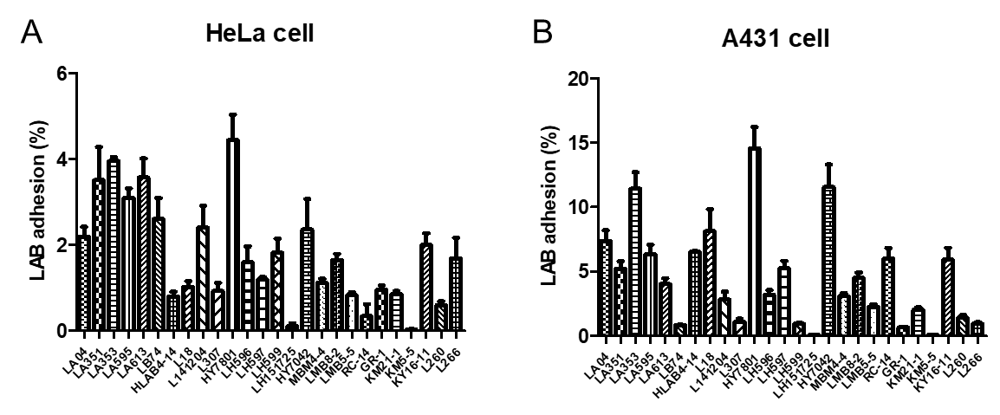 A
HeLa cell
LAB adhesion (%)
6
4
2
0
LA04
LA351
LA353
LA595
LA613
LB74
HLAB4-14
L18
L141204
L307
HY7801
LH596
LH597
LH599
LH151725
HY7042
MBM4-4
LMB8-2
LMB5-5
RC-14
GR-1
KM21-1
KM5-5
KY16-11
L260
L266
B
A431 cell
LAB adhesion (%)
20
15
10
5
0
LA04
LA351
LA353
LA595
LA613
LB74
HLAB4-14
L18
L141204
L307
HY7801
LH596
LH597
LH599
LH151725
HY7042
MBM4-4
LMB8-2
LMB5-5
RC-14
GR-1
KM21-1
KM5-5
KY16-11
L260
L266